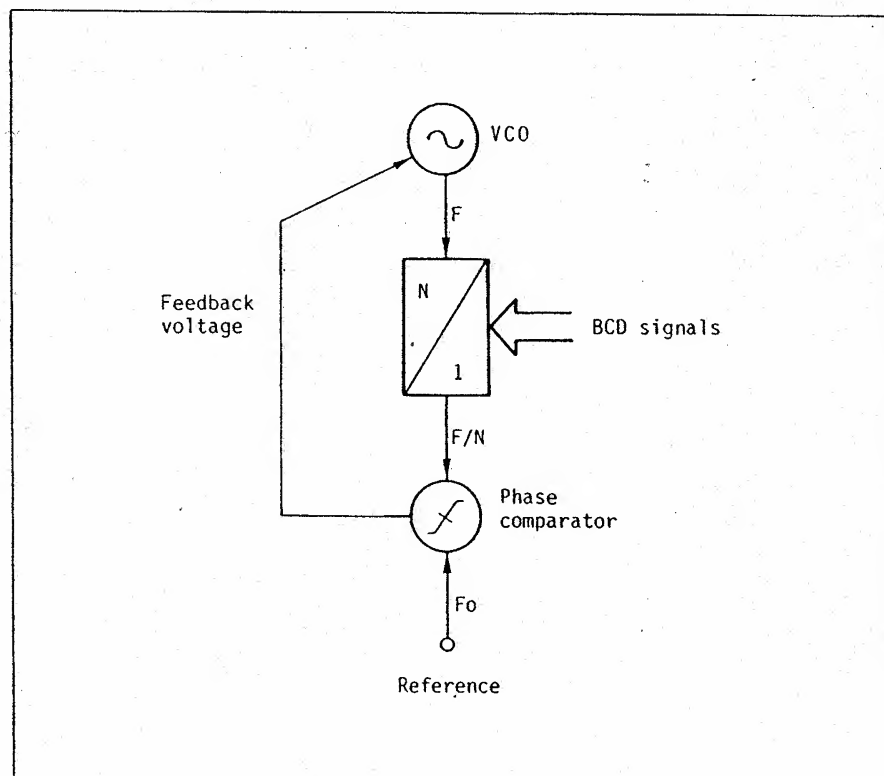 VCO
F
Feedback
voltage
N
1
BCD signals
F/N
Phase
comparator
Fo
Reference